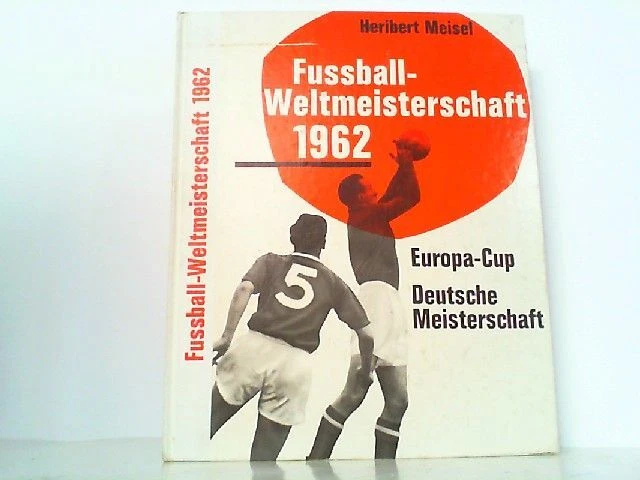 Heribert Meisel
Fussball-
Weltmeisterschaft
1962
Europa-Cup
Deutsche
Meisterschaft
5
Fussball-Weltmeisterschaft 1962